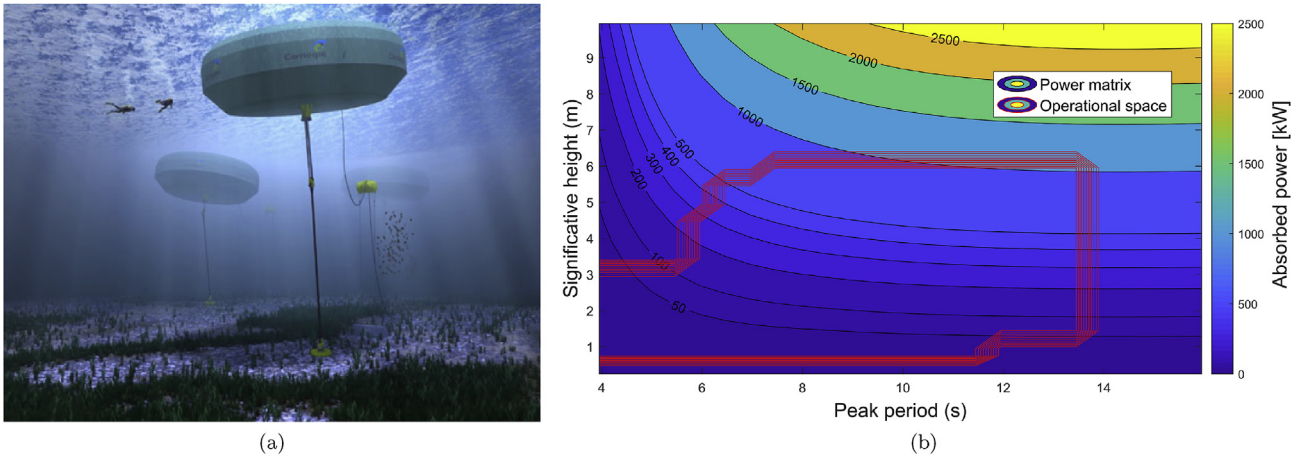 Carnegie
(a)
Significative height (m)
9
8
7
6
5
4
3
2
1
4 6 8 10 12 14
Peak period (s)
50
100
200
300
400
500
1000
1500
2000
2500
Power matrix
Operational space
2500
2000
1500
1000
500
0
Absorbed power [kW]
(b)